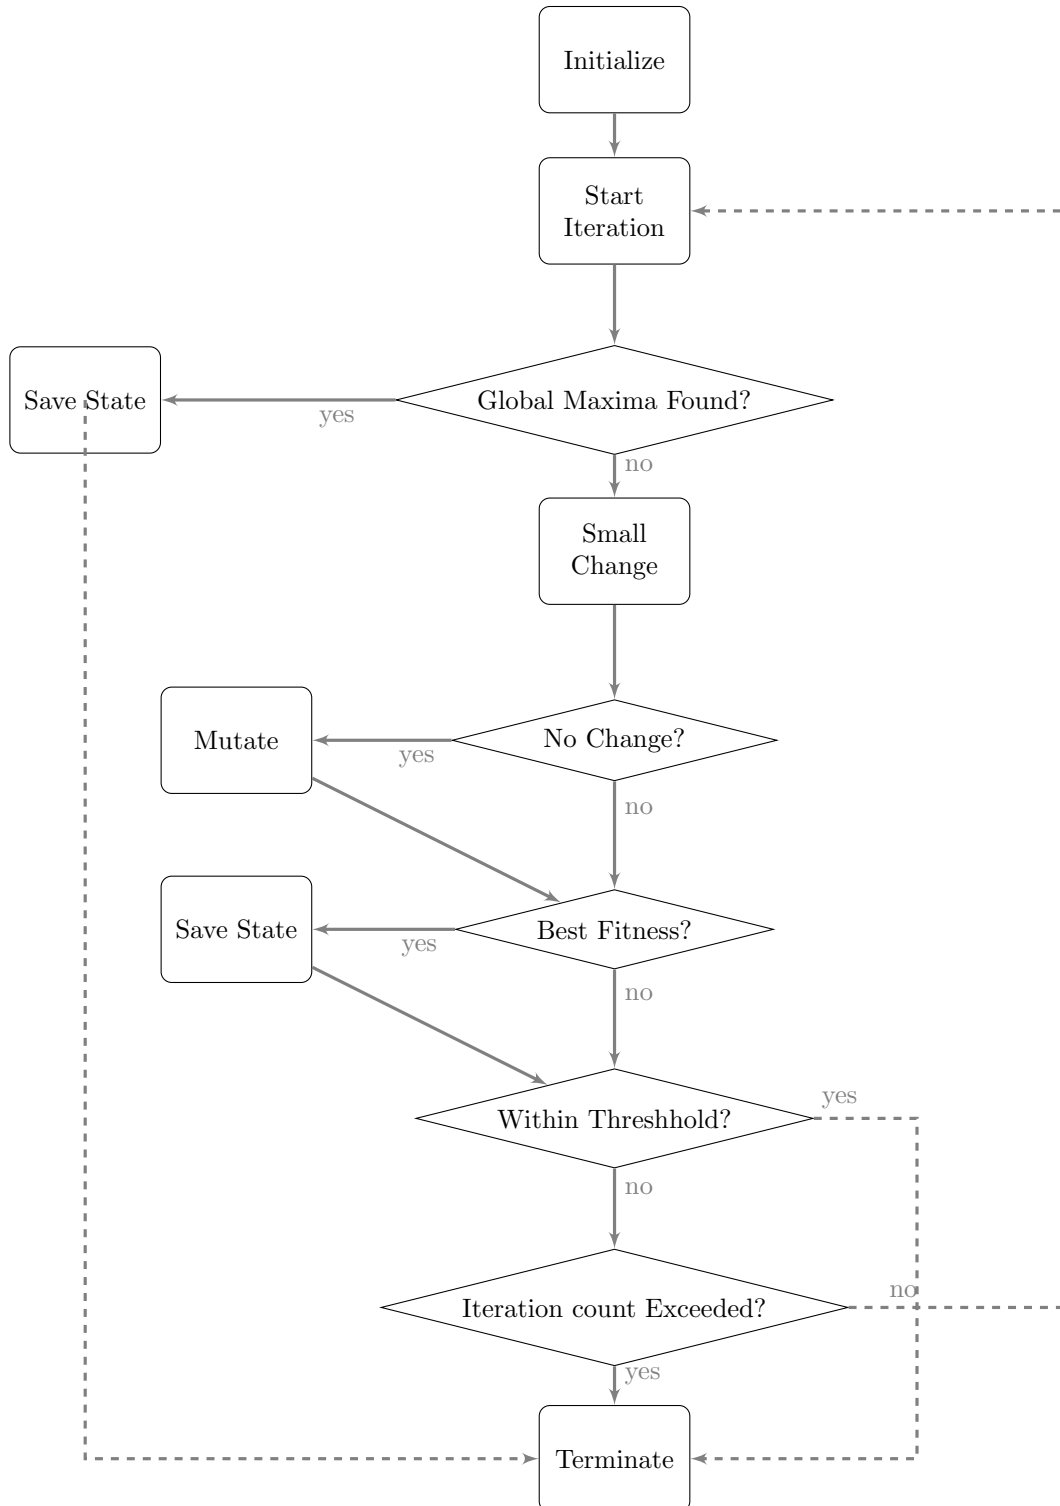 Initialize
Start
Iteration
Save State
Global Maxima Found?
yes
no
Small
Change
Mutate
No Change?
yes
no
Save State
Best Fitness?
yes
no
Within Threshhold?
yes
no
Iteration count Exceeded?
no
yes
Terminate